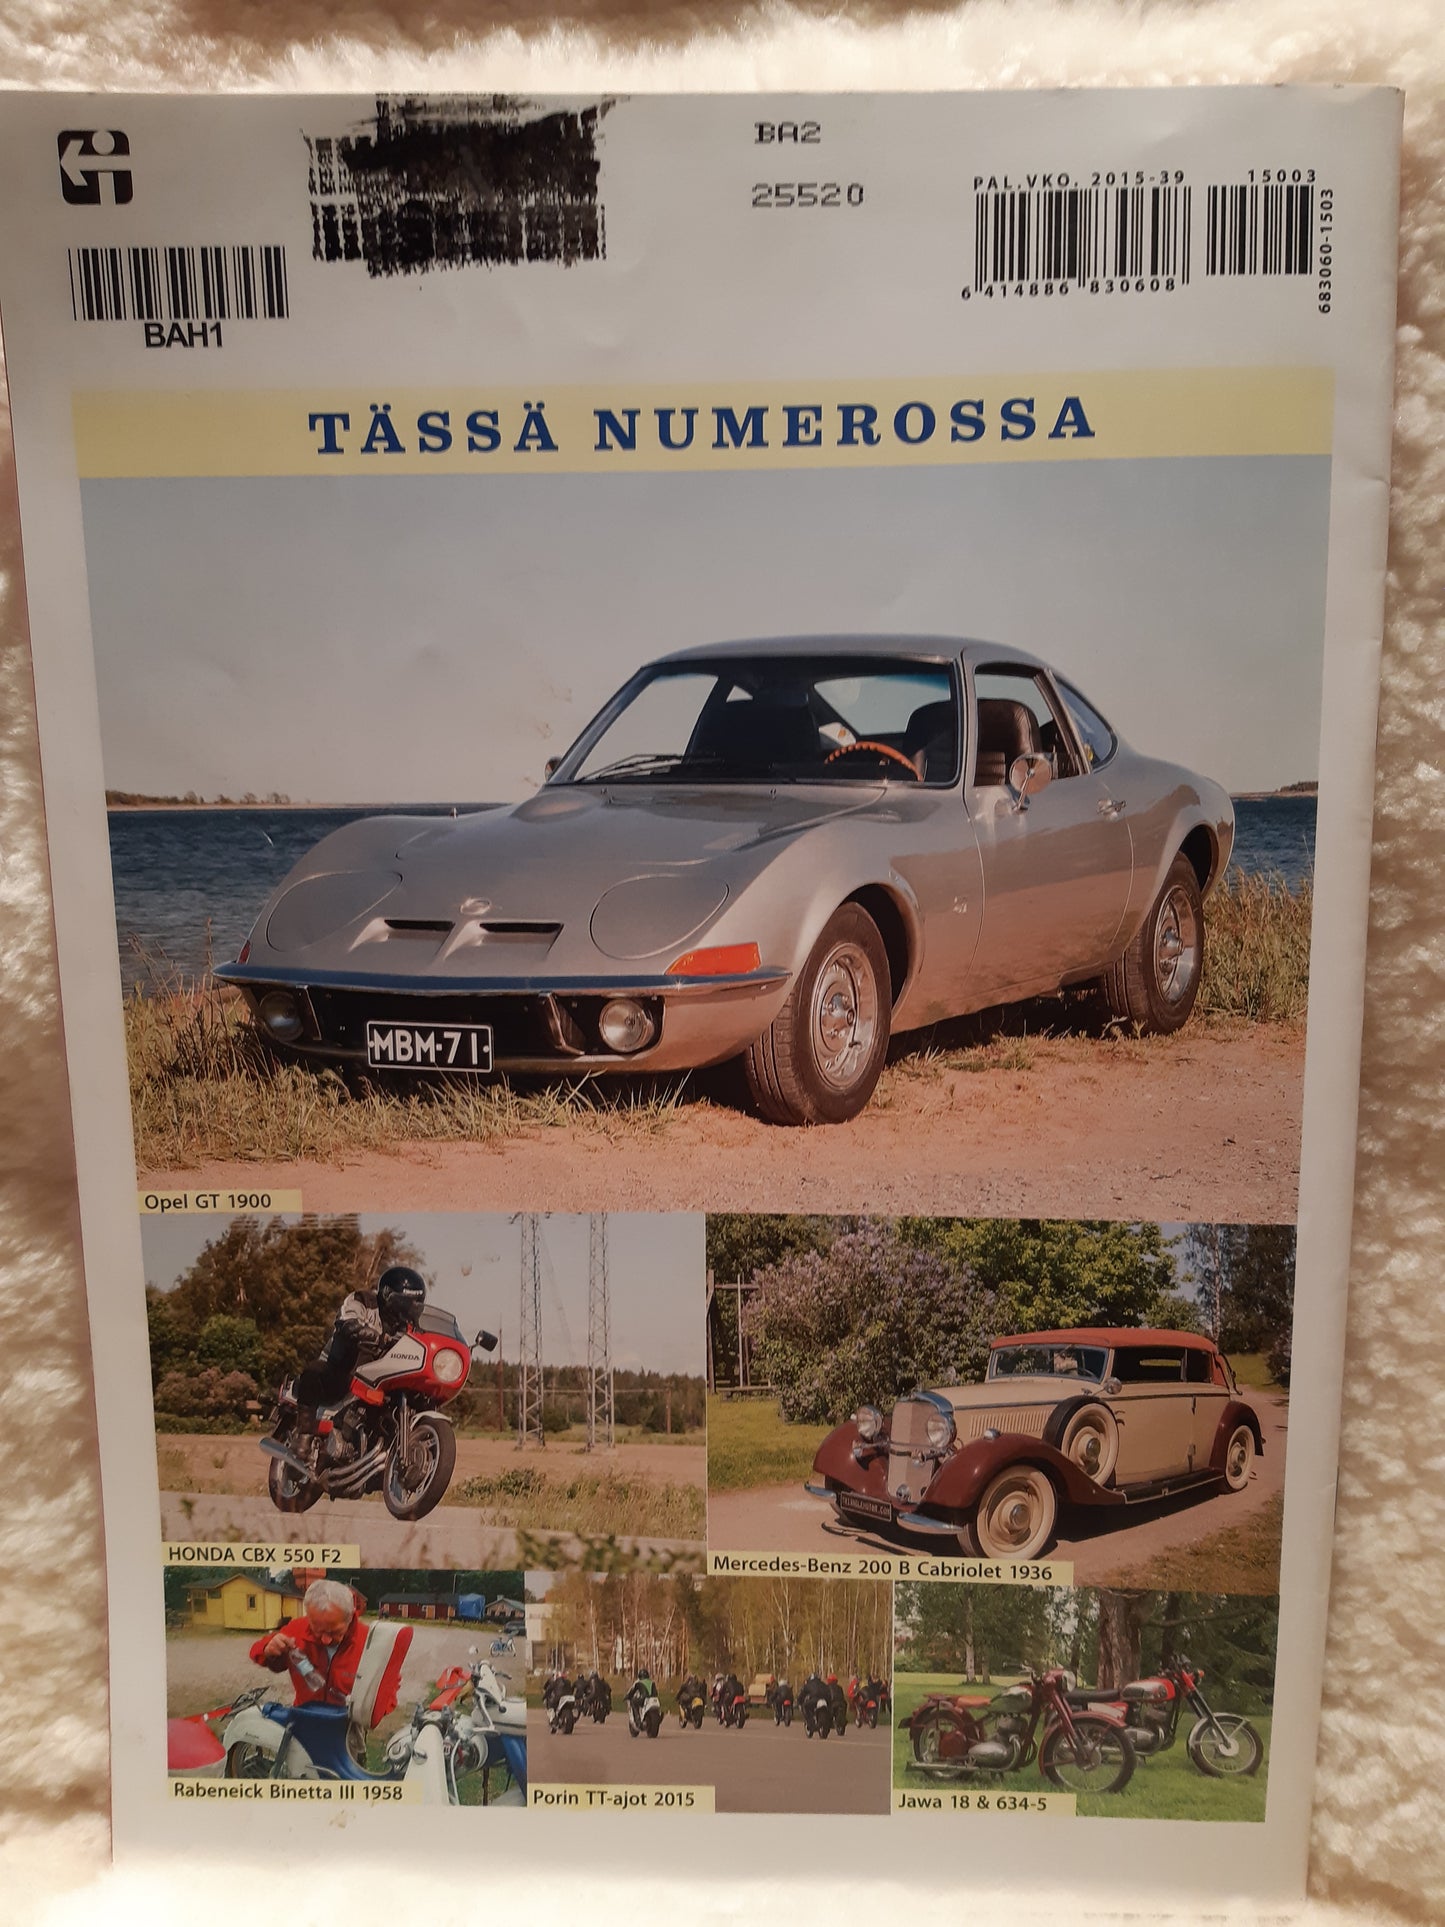 BA2
25520
PAL.VKO. 2015-39
15003
6 414886 830608
683060-1503
BAH1
TÄSSÄ NUMEROSSA
MBM-71
Opel GT 1900
HONDA
HONDA CBX 550 F2
Mercedes-Benz 200 B Cabriolet 1936
Rabeneick Binetta III 1958
Porin TT-ajot 2015
Jawa 18 & 634-5